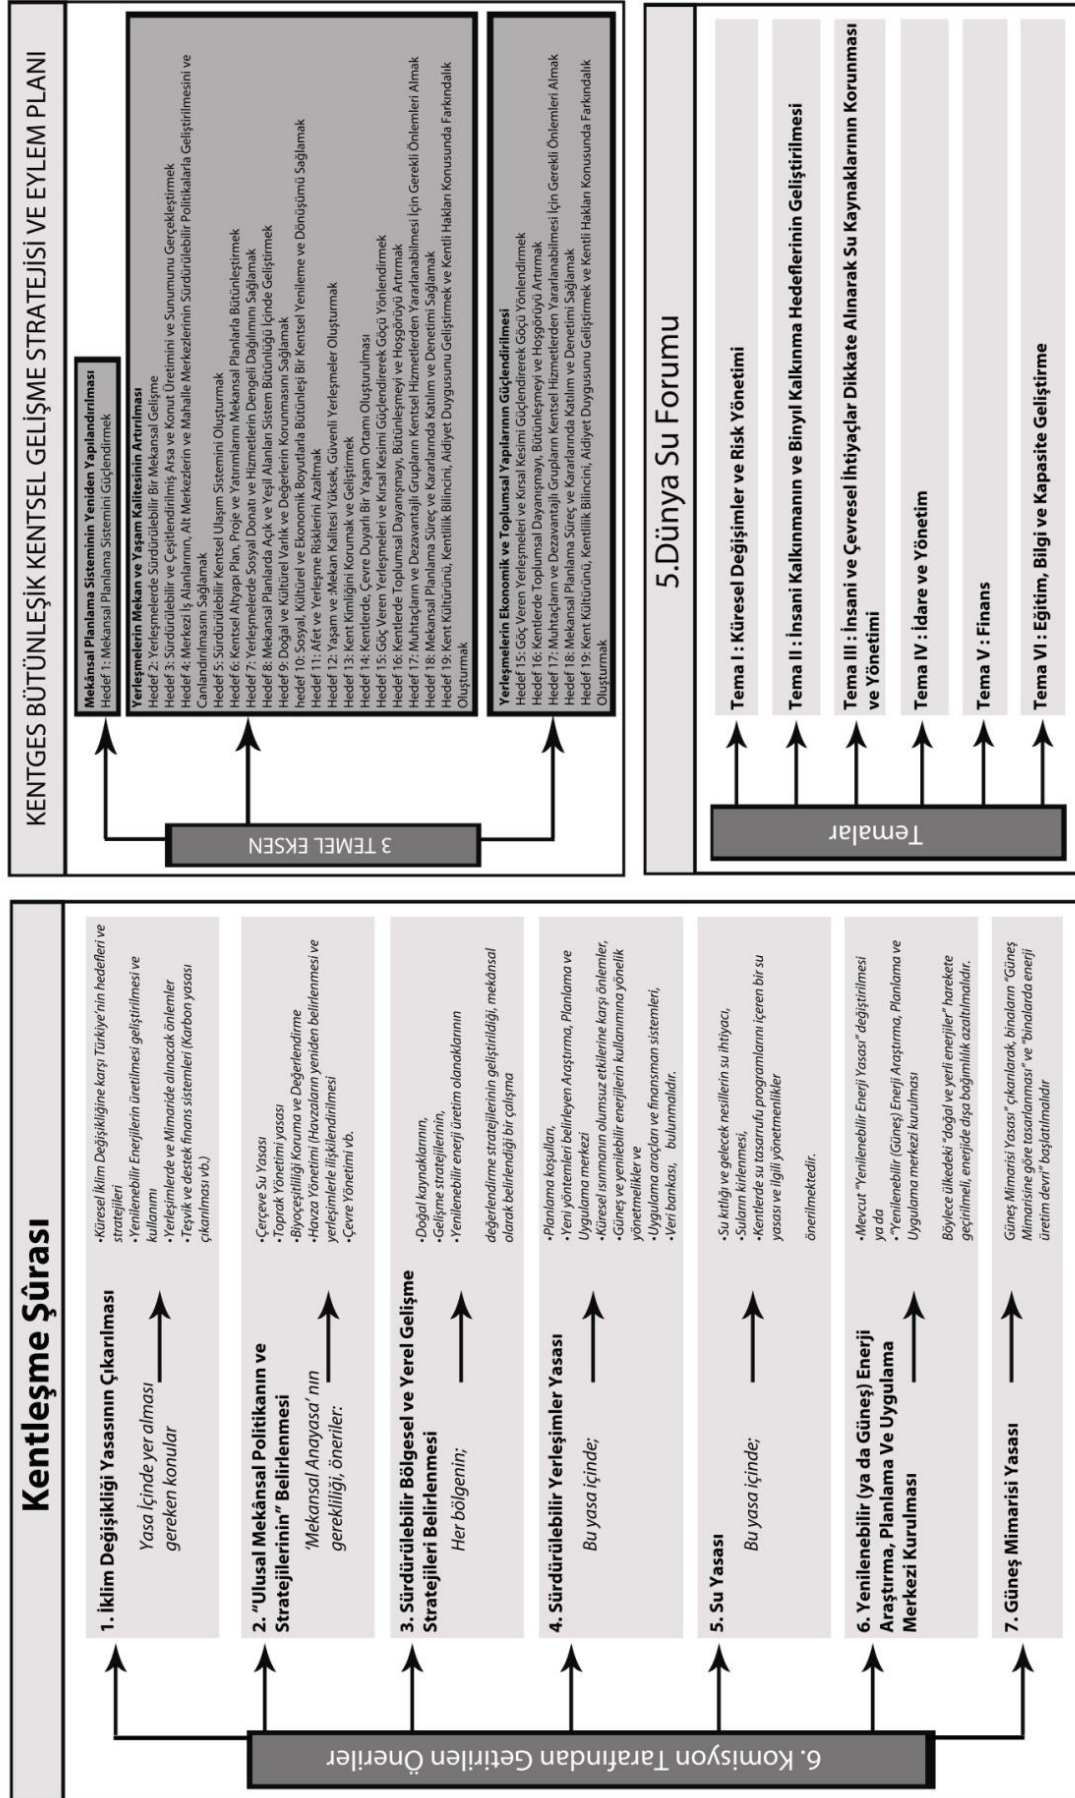 Kentleşme Şûrası
6. Komisyon Tarafından Getirilen Öneriler
1. İklim Değişikliği Yasasının Çıkarılması
Yasa İçinde yer alması
gereken konular
•Küresel İklim Değişikliğine karşı Türkiye'nin hedefleri ve
stratejileri
•Yenilenebilir Enerjilerin üretilmesi geliştirilmesi ve
kullanımı
•Yerleşimlerde ve Mimaride alınacak önlemler
•Teşvik ve destek finans sistemleri (Karbon yasası
çıkarılması vb.)
2. "Ulusal Mekânsal Politikanın ve
Stratejilerinin" Belirlenmesi
'Mekansal Anayasa' nın
gerekliliği, öneriler:
•Çerçeve Su Yasası
•Toprak Yönetimi yasası
•Biyoçeşitliliği Koruma ve Değerlendirme
•Havza Yönetimi (Havzaların yeniden belirlenmesi ve
yerleşimlerle ilişkilendirilmesi
•Çevre Yönetimi vb.
3. Sürdürülebilir Bölgesel ve Yerel Gelişme
Stratejileri Belirlenmesi
Her bölgenin;
•Doğal kaynaklarının,
•Gelişme stratejilerinin,
•Yenilenebilir enerji üretim olanaklarının
değerlendirme stratejilerinin geliştirildiği, mekânsal
olarak belirlendiği bir çalışma
4. Sürdürülebilir Yerleşimler Yasası
Bu yasa içinde;
•Planlama koşulları,
•Yeni yöntemleri belirleyen Araştırma, Planlama ve
Uygulama merkezi
•Küresel ısınmanın olumsuz etkilerine karşı önlemler,
•Güneş ve yenilebilir enerjilerin kullanımına yönelik
yönetmelikler ve
•Uygulama araçları ve finansman sistemleri,
•Veri bankası, bulunmalıdır.
5. Su Yasası
Bu yasa içinde;
•Su kıtlığı ve gelecek nesillerin su ihtiyacı,
•Suların kirlenmesi,
•Kentlerde su tasarrufu programlarını içeren bir su
yasası ve ilgili yönetmenlikler
önerilmektedir.
6. Yenilenebilir (ya da Güneş) Enerji
Araştırma, Planlama Ve Uygulama
Merkezi Kurulması
•Mevcut "Yenilenebilir Enerji Yasası" değiştirilmesi
ya da
•"Yenilenebilir (Güneş) Enerji Araştırma, Planlama ve
Uygulama merkezi kurulması
Böylece ülkedeki "doğal ve yerli enerjiler" harekete
geçirilmeli, enerjide dışa bağımlılık azaltılmalıdır.
7. Güneş Mimarisi Yasası
Güneş Mimarisi Yasası" çıkarılarak, binaların "Güneş
Mimarisine göre tasarlanması" ve "binalarda enerji
üretim devri" başlatılmalıdır
KENTGES BÜTÜNLEŞİK KENTSEL GELİŞME STRATEJİSİ VE EYLEM PLANI
3 TEMEL EKSEN
Mekânsal Planlama Sisteminin Yeniden Yapılandırılması
Hedef 1: Mekansal Planlama Sistemini Güçlendirmek
Yerleşmelerin Mekan ve Yaşam Kalitesinin Artırılması
Hedef 2: Yerleşmelerde Sürdürülebilir Bir Mekansal Gelişme
Hedef 3: Sürdürülebilir ve Çeşitlendirilmiş Arsa ve Konut Üretimini ve Sunumunu Gerçekleştirmek
Hedef 4: Merkezi İş Alanlarının, Alt Merkezlerin ve Mahalle Merkezlerinin Sürdürülebilir Politikalarla Geliştirilmesini ve
Canlandırılmasını Sağlamak
Hedef 5: Sürdürülebilir Kentsel Ulaşım Sistemini Oluşturmak
Hedef 6: Kentsel Altyapı Plan, Proje ve Yatırımlarını Mekansal Planlarla Bütünleştirmek
Hedef 7: Yerleşmelerde Sosyal Donatı ve Hizmetlerin Dengeli Dağılımını Sağlamak
Hedef 8: Mekansal Planlarda Açık ve Yeşil Alanları Sistem Bütünlüğü İçinde Geliştirmek
Hedef 9: Doğal ve Kültürel Varlık ve Değerlerin Korunmasını Sağlamak
hedef 10: Sosyal, Kültürel ve Ekonomik Boyutlarla Bütünleşi Bir Kentsel Yenileme ve Dönüşümü Sağlamak
Hedef 11: Afet ve Yerleşme Risklerini Azaltmak
Hedef 12: Yaşam ve :Mekan Kalitesi Yüksek, Güvenli Yerleşmeler Oluşturmak
Hedef 13: Kent Kimliğini Korumak ve Geliştirmek
Hedef 14: Kentlerde, Çevre Duyarlı Bir Yaşam Ortamı Oluşturulması
Hedef 15: Göç Veren Yerleşmeleri ve Kırsal Kesimi Güçlendirerek Göçü Yönlendirmek
Hedef 16: Kentlerde Toplumsal Dayanışmayı, Bütünleşmeyi ve Hoşgörüyü Artırmak
Hedef 17: Muhtaçların ve Dezavantajlı Grupların Kentsel Hizmetlerden Yararlanabilmesi İçin Gerekli Önlemleri Almak
Hedef 18: Mekansal Planlama Süreç ve Kararlarında Katılım ve Denetimi Sağlamak
Hedef 19: Kent Kültürünü, Kentlilik Bilincini, Aidiyet Duygusunu Geliştirmek ve Kentli Hakları Konusunda Farkındalık
Oluşturmak
Yerleşmelerin Ekonomik ve Toplumsal Yapılarının Güçlendirilmesi
Hedef 15: Göç Veren Yerleşmeleri ve Kırsal Kesimi Güçlendirerek Göçü Yönlendirmek
Hedef 16: Kentlerde Toplumsal Dayanışmayı, Bütünleşmeyi ve Hoşgörüyü Artırmak
Hedef 17: Muhtaçların ve Dezavantajlı Grupların Kentsel Hizmetlerden Yararlanabilmesi İçin Gerekli Önlemleri Almak
Hedef 18: Mekansal Planlama Süreç ve Kararlarında Katılım ve Denetimi Sağlamak
Hedef 19: Kent Kültürünü, Kentlilik Bilincini, Aidiyet Duygusunu Geliştirmek ve Kentli Hakları Konusunda Farkındalık
Oluşturmak
5.Dünya Su Forumu
Temalar
Tema I : Küresel Değişimler ve Risk Yönetimi
Tema II : İnsani Kalkınmanın ve Binyıl Kalkınma Hedeflerinin Geliştirilmesi
Tema III : İnsani ve Çevresel İhtiyaçlar Dikkate Alınarak Su Kaynaklarının Korunması
ve Yönetimi
Tema IV : İdare ve Yönetim
Tema V : Finans
Tema VI : Eğitim, Bilgi ve Kapasite Geliştirme